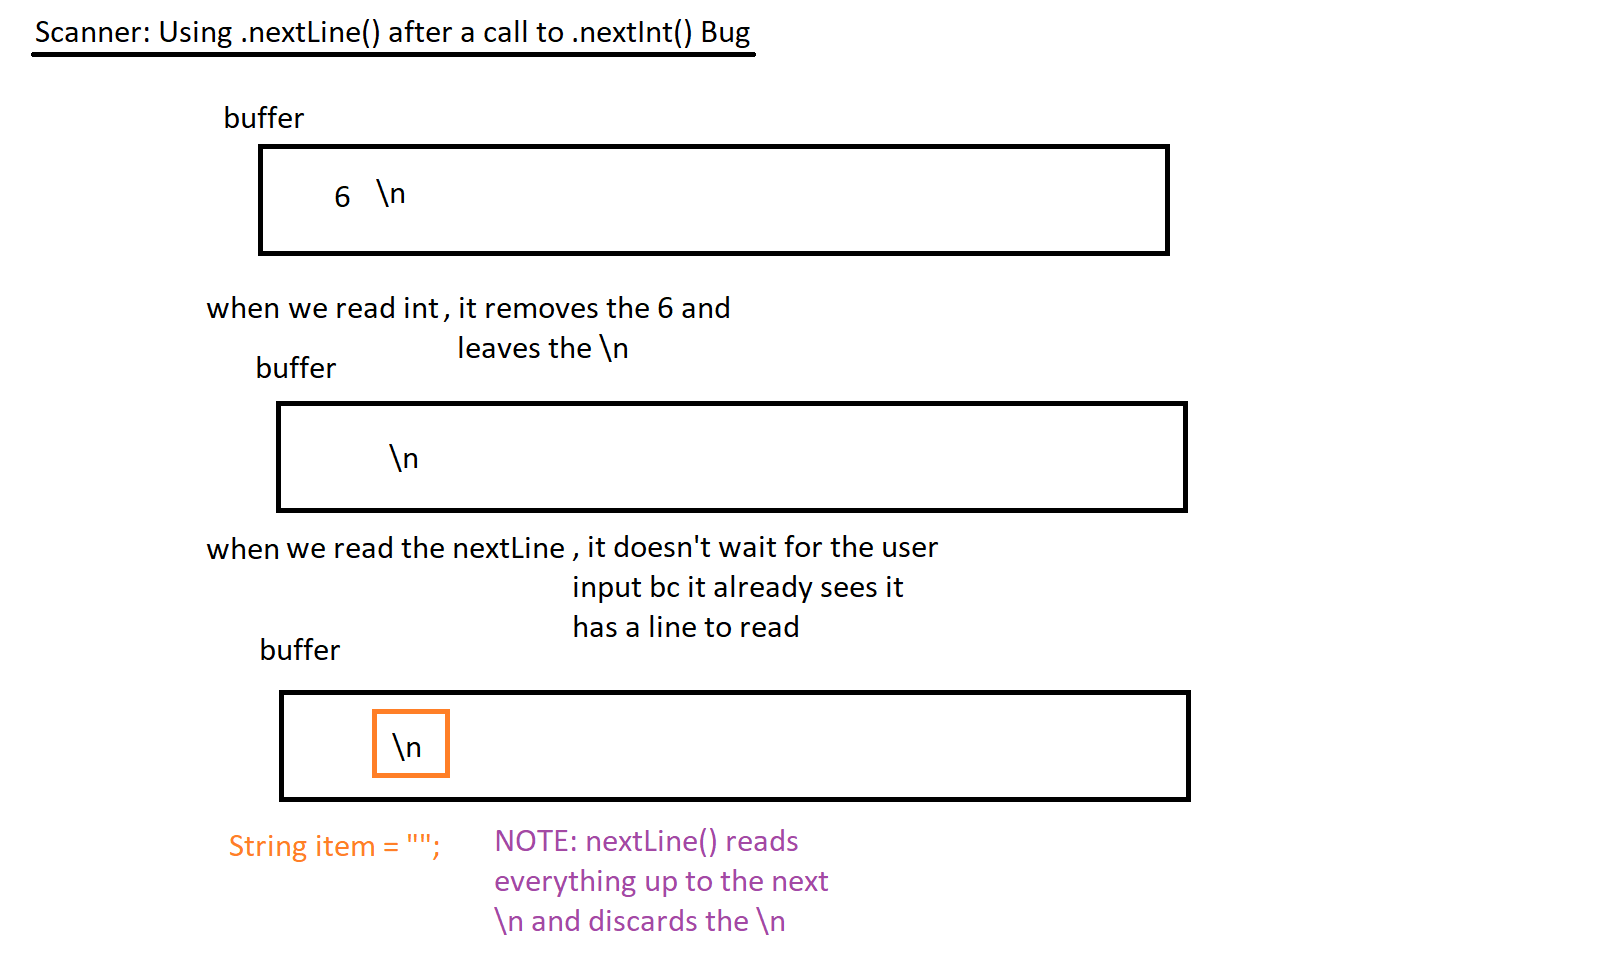 Scanner: Using .nextLine() after a call to .nextInt() Bug
buffer
6 \n
when we read int, it removes the 6 and
leaves the \n
buffer
\n
when we read the nextLine, it doesn't wait for the user
input bc it already sees it
has a line to read
buffer
\n
String item = "";
NOTE: nextLine() reads
everything up to the next
\n and discards the \n